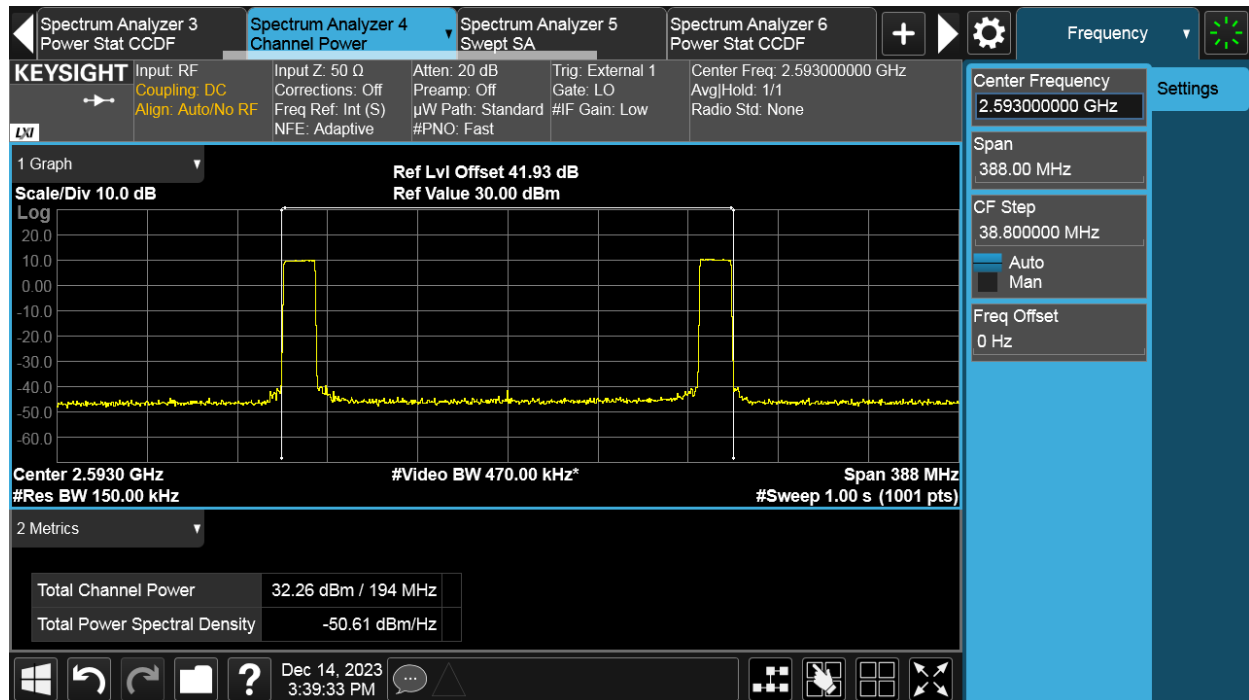 Spectrum Analyzer 3
Power Stat CCDF
Spectrum Analyzer 4
Channel Power
Spectrum Analyzer 5
Swept SA
Spectrum Analyzer 6
Power Stat CCDF
+
Frequency
KEYSIGHT
LXI
Input: RF
Coupling: DC
Align: Auto/No RF
Input Z: 50 Ω
Corrections: Off
Freq Ref: Int (S)
NFE: Adaptive
Atten: 20 dB
Preamp: Off
µW Path: Standard
#PNO: Fast
Trig: External 1
Gate: LO
#IF Gain: Low
Center Freq: 2.593000000 GHz
Avg|Hold: 1/1
Radio Std: None
Center Frequency
2.593000000 GHz
Settings
Span
388.00 MHz
CF Step
38.800000 MHz
Auto
Man
Freq Offset
0 Hz
1 Graph
Scale/Div 10.0 dB
Ref Lvl Offset 41.93 dB
Ref Value 30.00 dBm
Log
20.0
10.0
0.00
-10.0
-20.0
-30.0
-40.0
-50.0
-60.0
Center 2.5930 GHz
#Video BW 470.00 kHz*
Span 388 MHz
#Res BW 150.00 kHz
#Sweep 1.00 s (1001 pts)
2 Metrics
Total Channel Power 32.26 dBm / 194 MHz
Total Power Spectral Density -50.61 dBm/Hz
?
Dec 14, 2023
3:39:33 PM